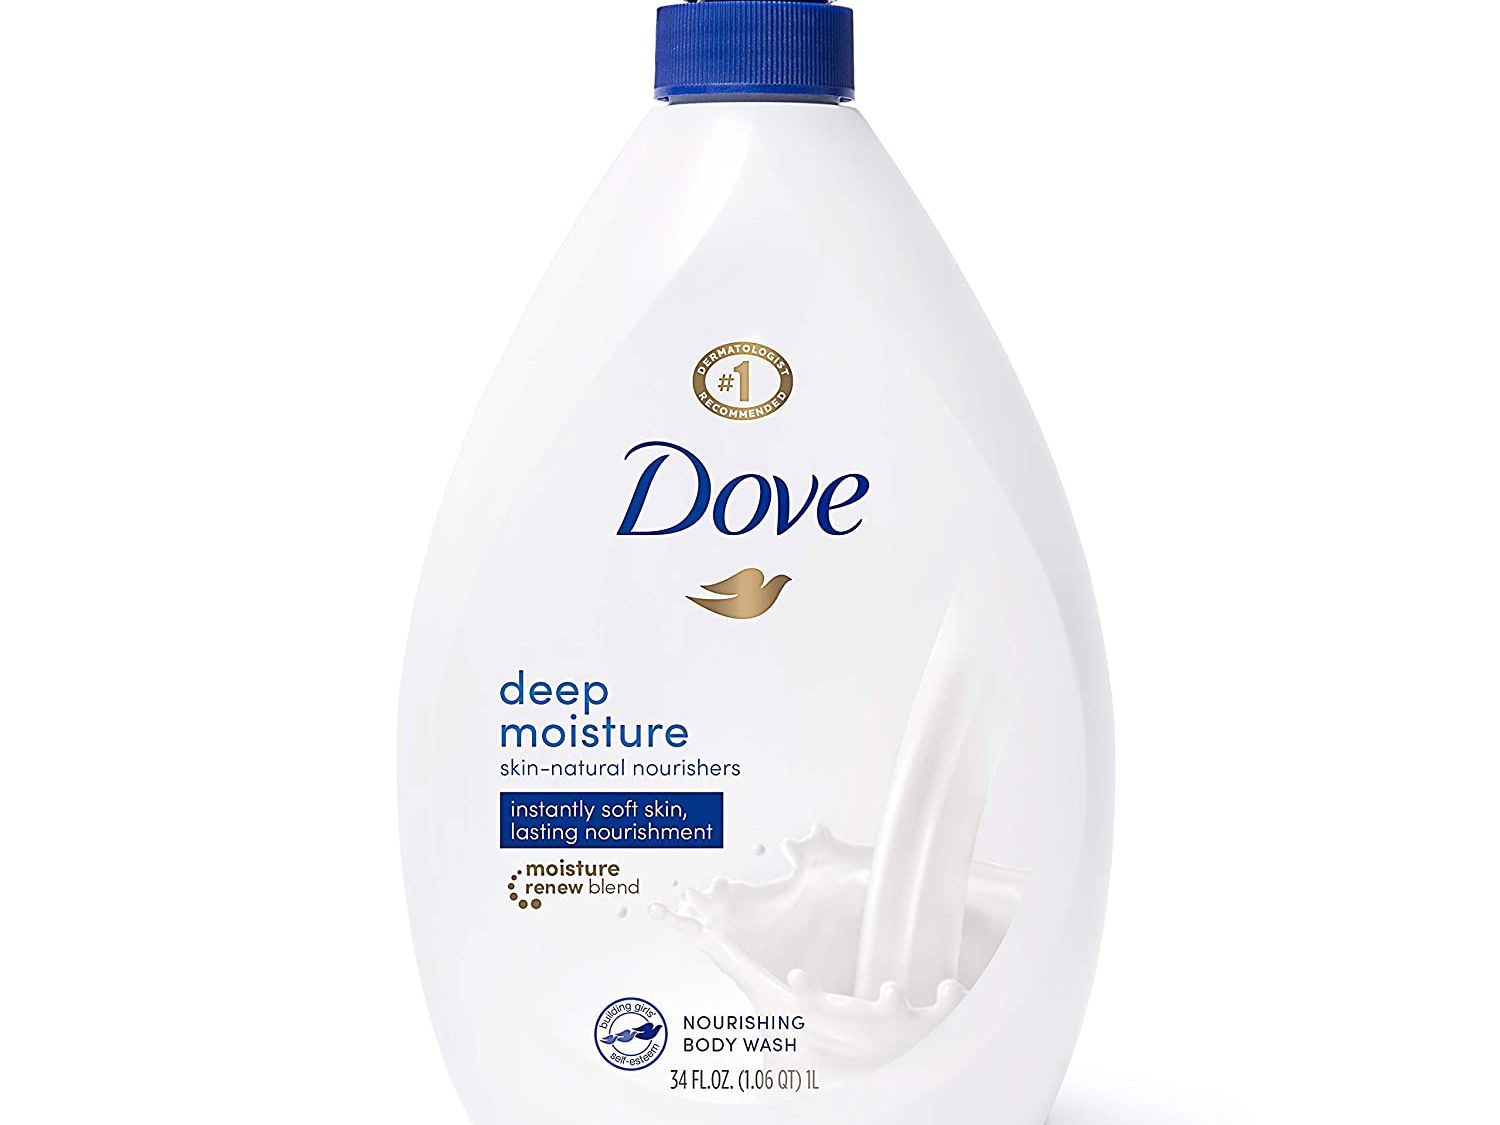 DERMATOLOGIST
#1
RECOMMENDED
Dove
deep
moisture
skin-natural nourishers
instantly soft skin,
lasting nourishment
moisture
renew blend
building girls'
self-esteem
NOURISHING
BODY WASH
34 FL.OZ. (1.06 QT) 1L